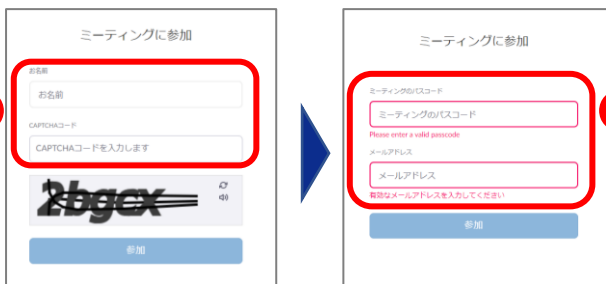 ミーティングに参加
お名前
お名前
CAPTCHAコード
CAPTCHAコードを入力します
2bgcx
参加
ミーティングに参加
ミーティングのパスコード
ミーティングのパスコード
Please enter a valid passcode
メールアドレス
メールアドレス
有効なメールアドレスを入力してください
参加